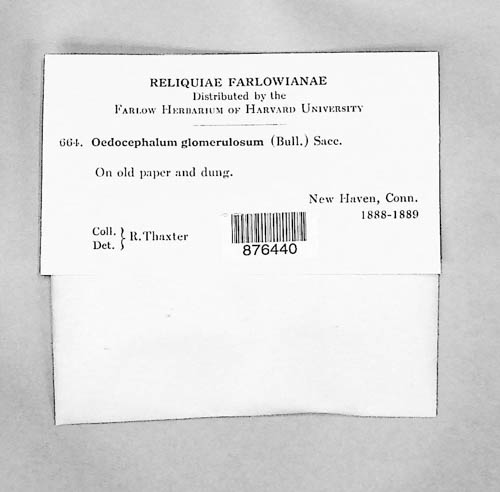 RELIQUIAE FARLOWIANAE
Distributed by the
FARLOW HERBARIUM OF HARVARD UNIVERSITY
664. Oedocephalum glomerulosum (Bull.) Sacc.
On old paper and dung.
New Haven, Conn.
1888-1889
Coll. } R. Thaxter
Det.
876440